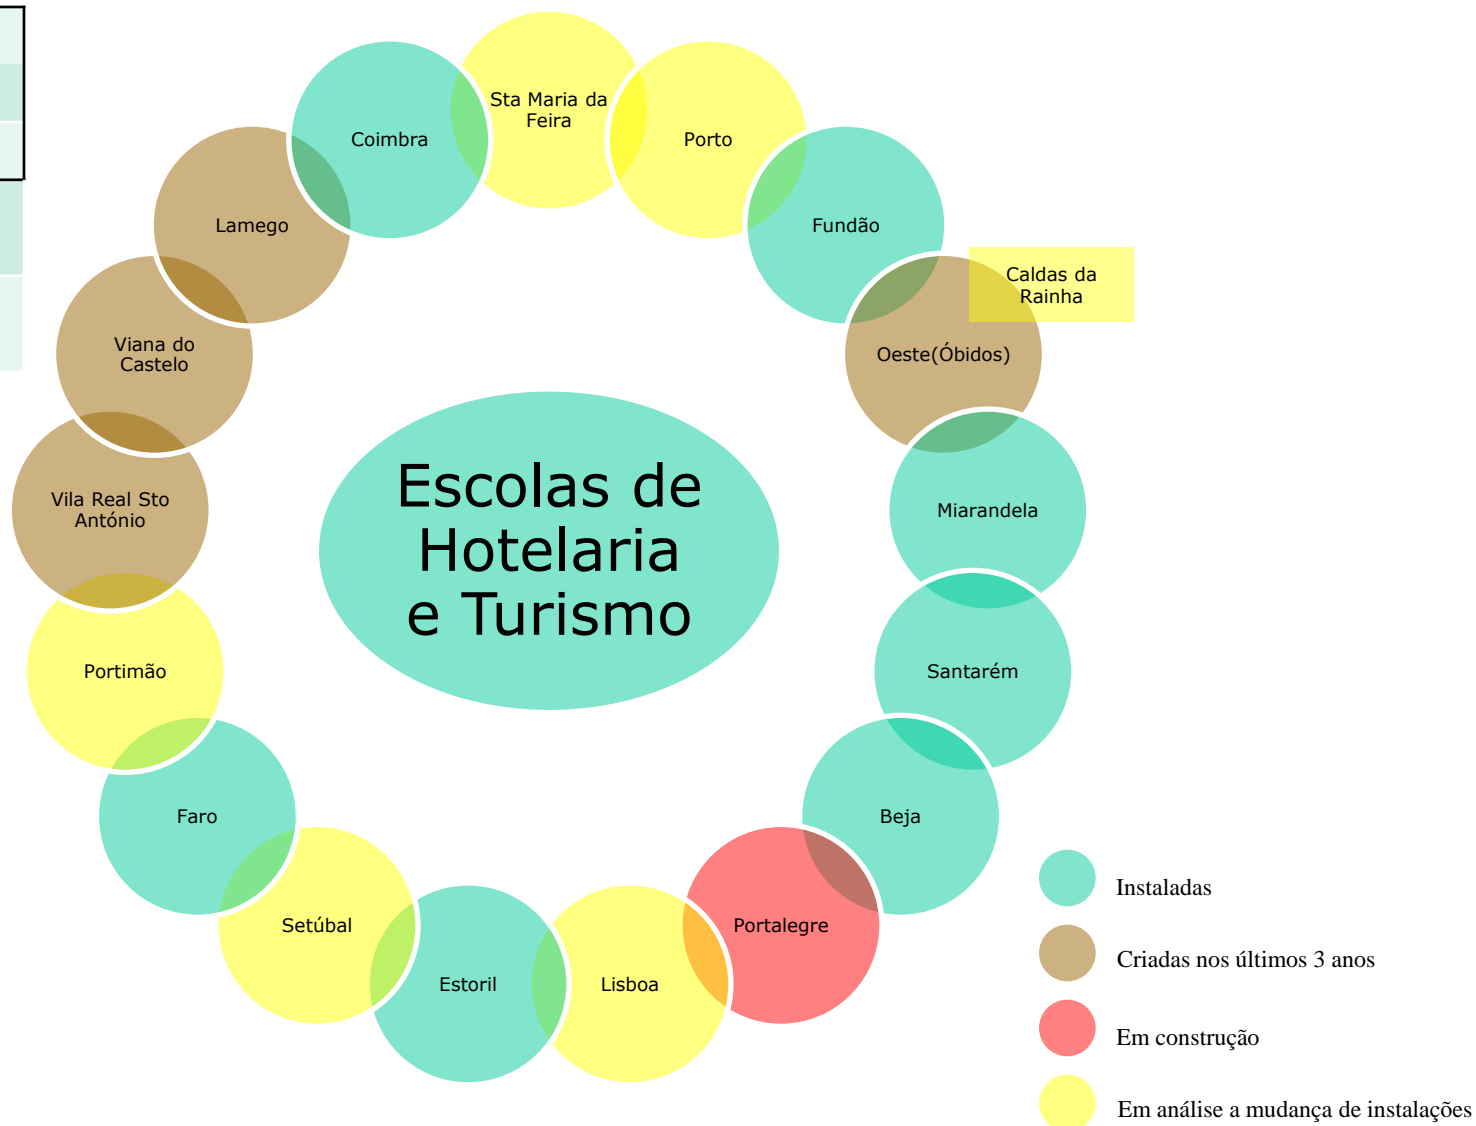 Sta Maria da
Feira
Porto
Coimbra
Fundão
Lamego
Caldas da
Rainha
Oeste(Óbidos)
Viana do
Castelo
Escolas de
Hotelaria
e Turismo
Vila Real Sto
António
Miarandela
Portimão
Santarém
Faro
Beja
Setúbal
Portalegre
Estoril
Lisboa
Instaladas
Criadas nos últimos 3 anos
Em construção
Em análise a mudança de instalações